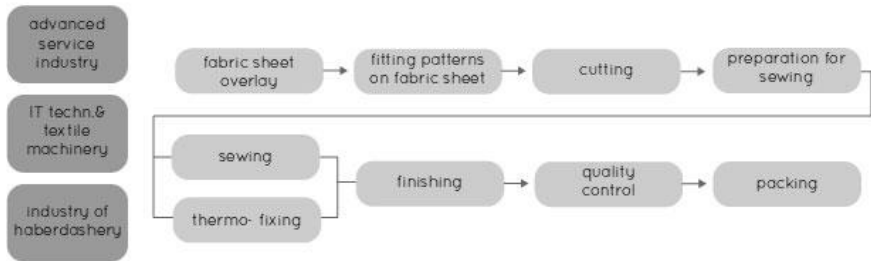 advanced
service
industry
fabric sheet
overlay
fitting patterns
on fabric sheet
cutting
preparation for
sewing
IT techn.&
textile
machinery
sewing
finishing
quality
control
packing
thermo- fixing
industry of
haberdashery